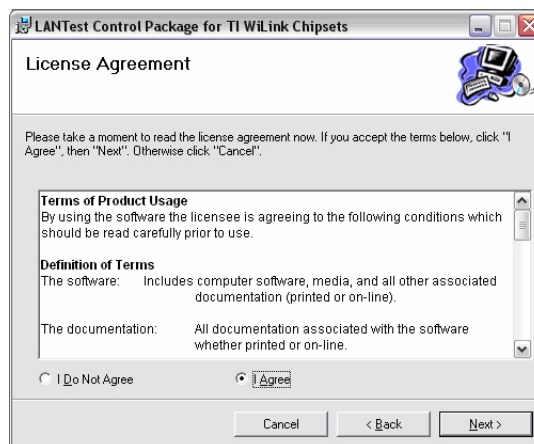 LANTest Control Package for TI WiLink Chipsets
License Agreement
Please take a moment to read the license agreement now. If you accept the terms below, click "I
Agree", then "Next". Otherwise click "Cancel".
Terms of Product Usage
By using the software the licensee is agreeing to the following conditions which
should be read carefully prior to use.
Definition of Terms
The software: Includes computer software, media, and all other associated
documentation (printed or on-line).
The documentation: All documentation associated with the software
whether printed or on-line.
I Do Not Agree I Agree
Cancel < Back Next >